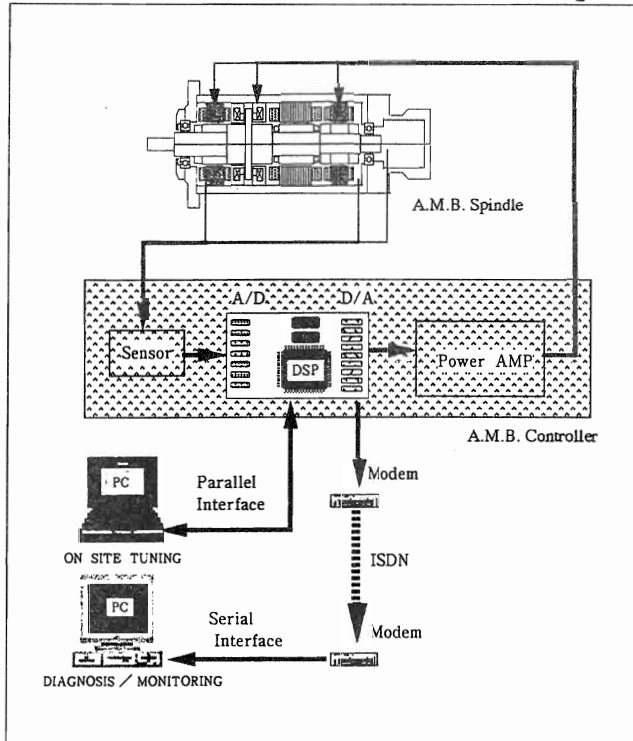 A.M.B. Spindle
A/D
D/A
Sensor
DSP
Power AMP
A.M.B. Controller
PC
Parallel
Interface
Modem
ON SITE TUNING
ISDN
PC
Serial
Interface
Modem
DIAGNOSIS / MONITORING